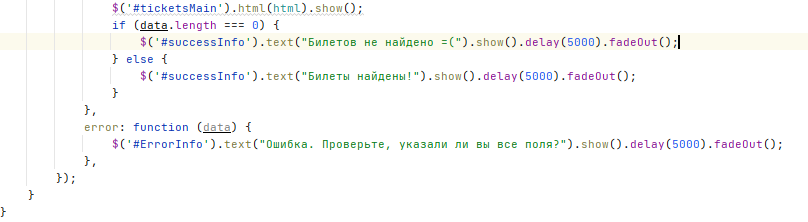 $('#ticketsMain').html(html).show();
if (data.length === 0) {
$('#successInfo').text("Билетов не найдено =(").show().delay(5000).fadeOut();
} else {
$('#successInfo').text("Билеты найдены!").show().delay(5000).fadeOut();
}
},
error: function (data) {
$('#ErrorInfo').text("Ошибка. Проверьте, указали ли вы все поля?").show().delay(5000).fadeOut();
},
});
}
}